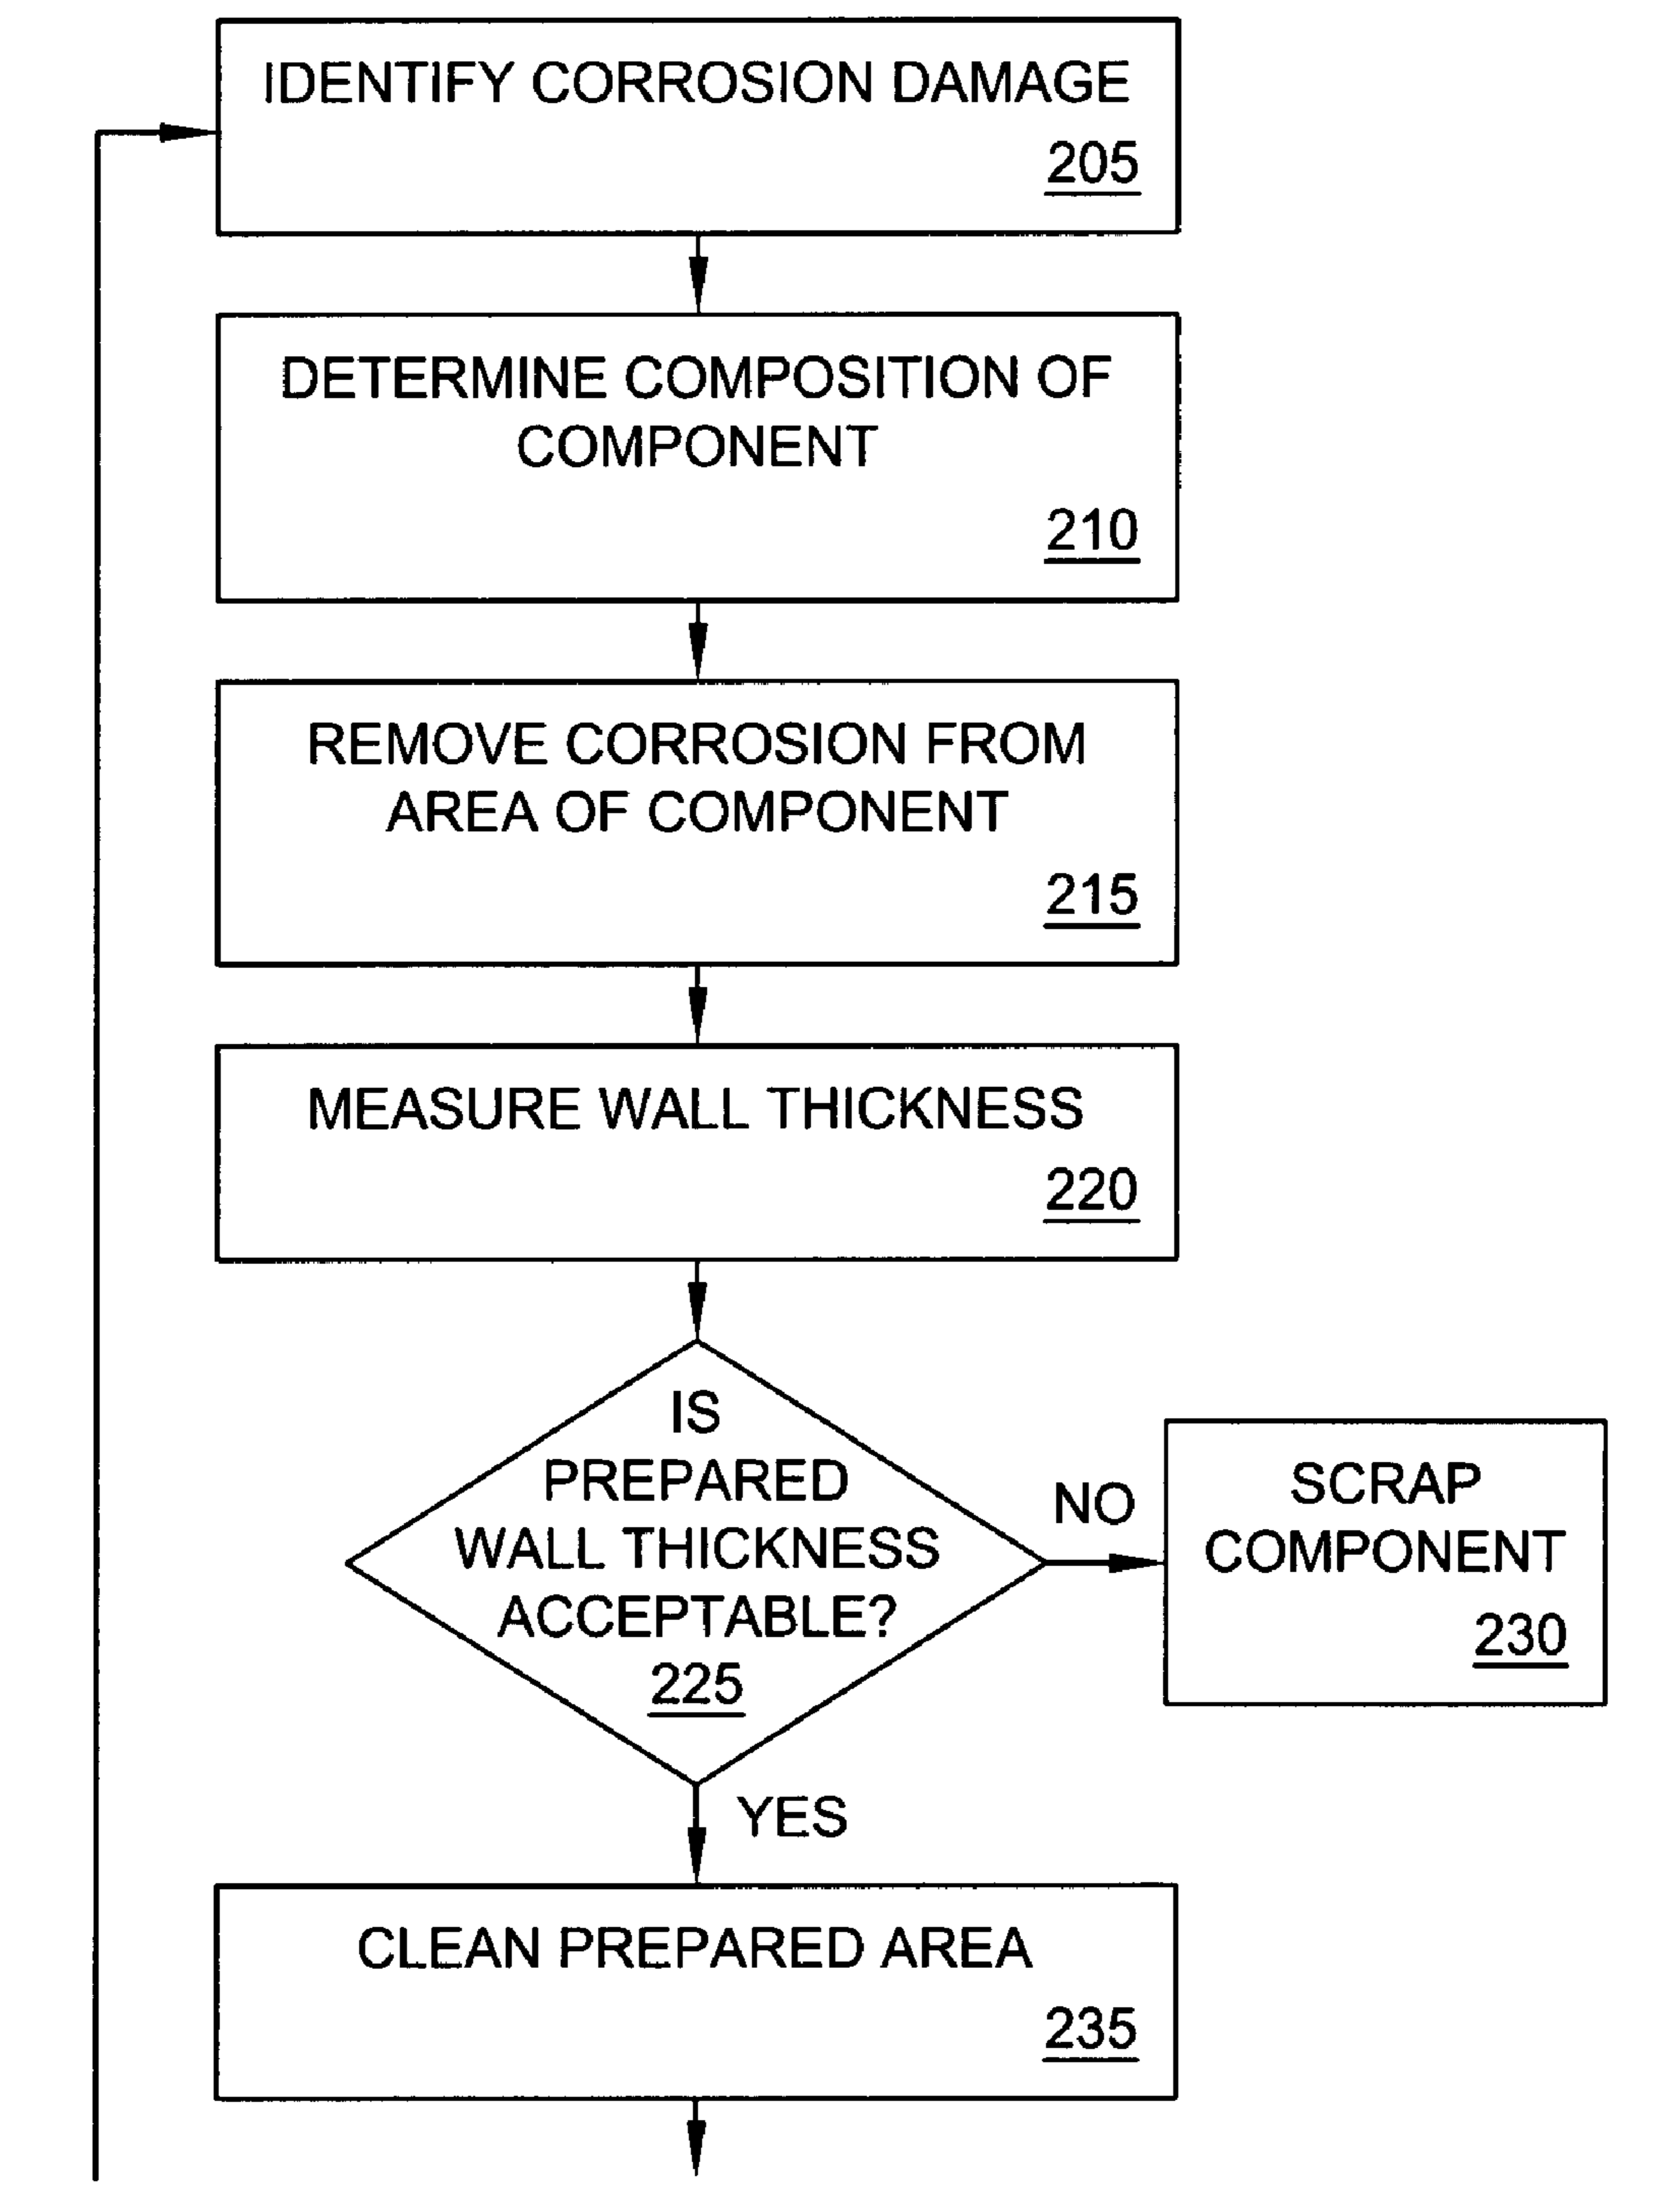 IDENTIFY CORROSION DAMAGE
205
DETERMINE COMPOSITION OF
COMPONENT
210
REMOVE CORROSION FROM
AREA OF COMPONENT
215
MEASURE WALL THICKNESS
220
IS
PREPARED
WALL THICKNESS
ACCEPTABLE?
225
NO
SCRAP
COMPONENT
230
YES
CLEAN PREPARED AREA
235